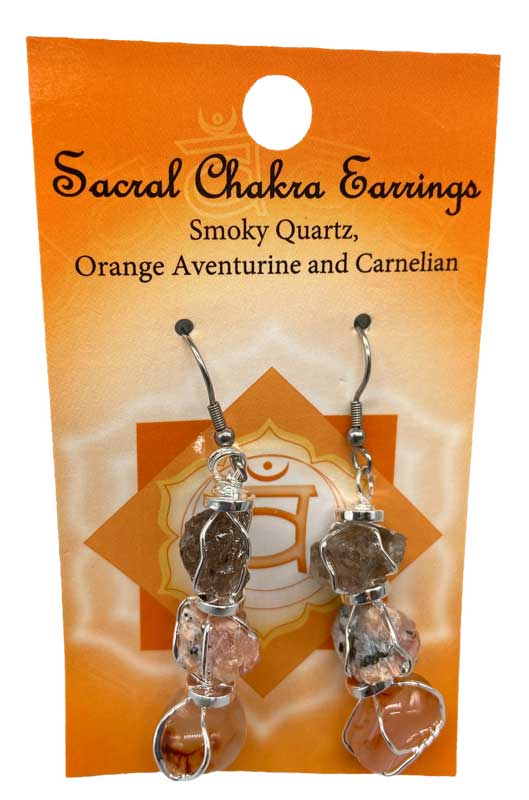 Sacral Chakra Earrings
Smoky Quartz,
Orange Aventurine and Carnelian
वं